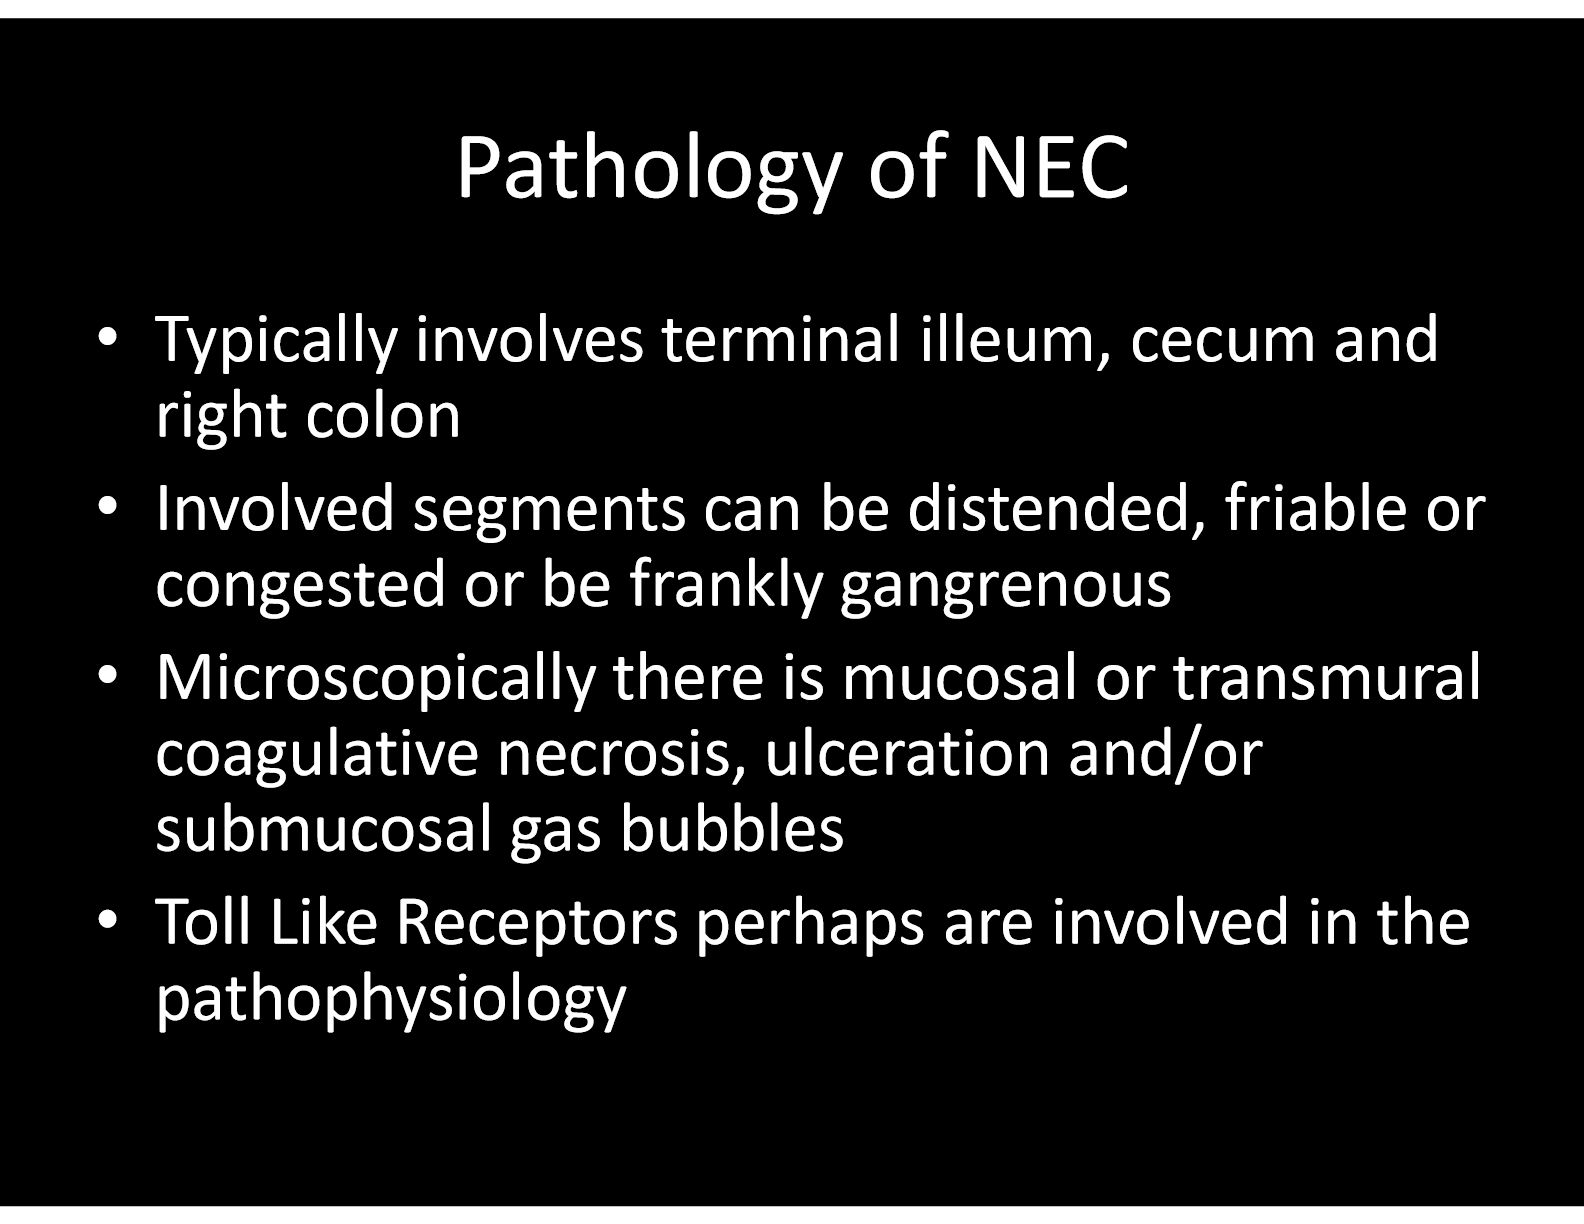 Pathology of NEC
• Typically involves terminal illeum, cecum and
right colon
• Involved segments can be distended, friable or
congested or be frankly gangrenous
• Microscopically there is mucosal or transmural
coagulative necrosis, ulceration and/or
submucosal gas bubbles
• Toll Like Receptors perhaps are involved in the
pathophysiology